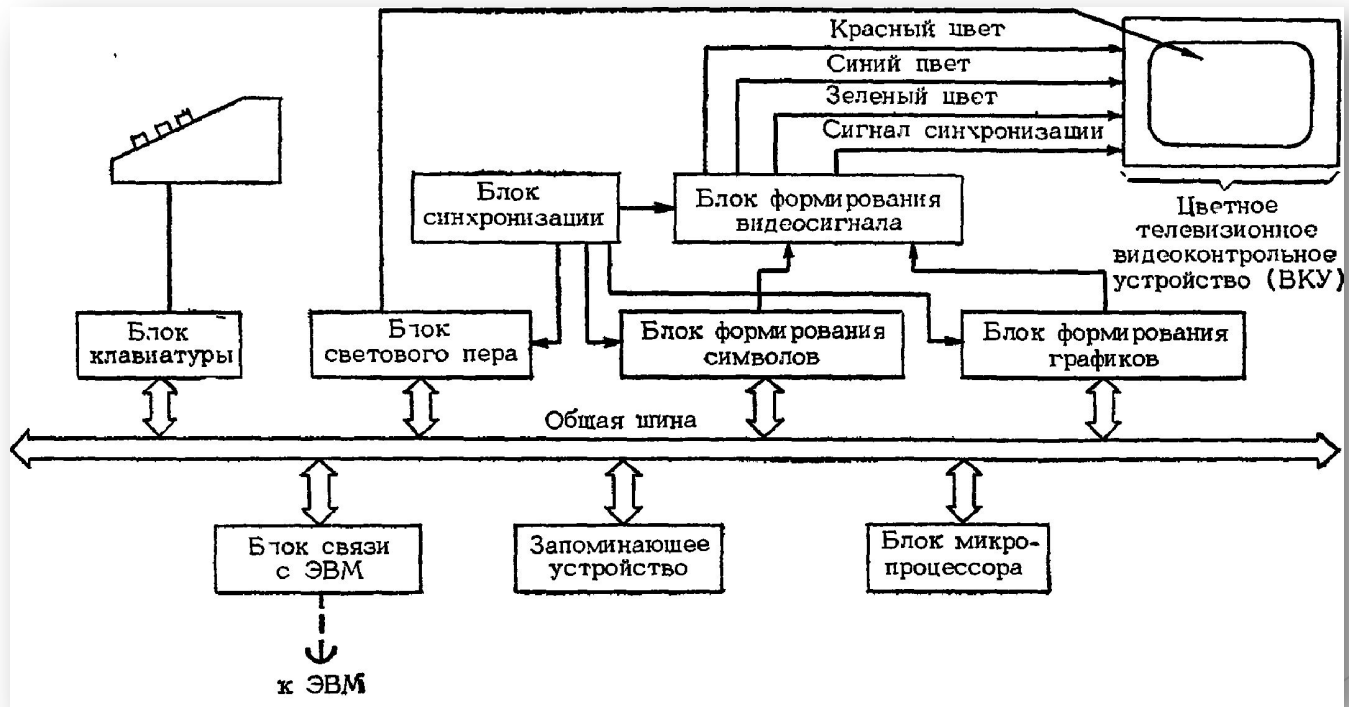 Красный цвет
Синий пвет
Зеленый цвет
Сигнал синхронизации
Блок
синхронизации
Блок формирования
видеосигнала
Цветное
телевизионное
видеоконтрольное
устройство (ВКУ)
Блок
клавиатуры
Блок
светового пера
Блок формирования
символов
Блок формирования
графиков
Общая шина
Блок связи
с ЭВМ
Запоминающее
устройство
Блок микро-
процессора
к ЭВМ